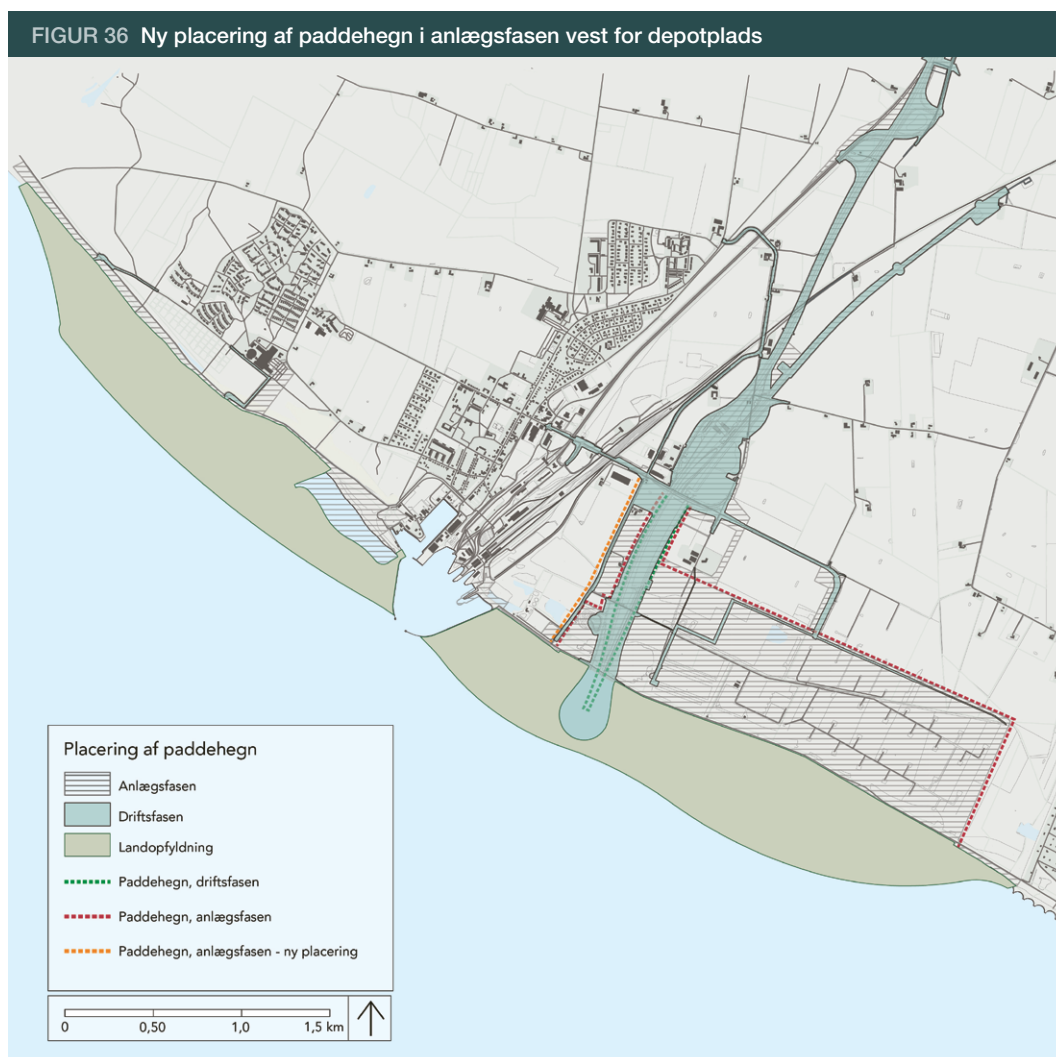 FIGUR 36 Ny placering af paddehegn i anlægsfasen vest for depotplads
Placering af paddehegn
Anlægsfasen
Driftsfasen
Landopfyldning
Paddehegn, driftsfasen
Paddehegn, anlægsfasen
Paddehegn, anlægsfasen - ny placering
0 0,50 1,0 1,5 km